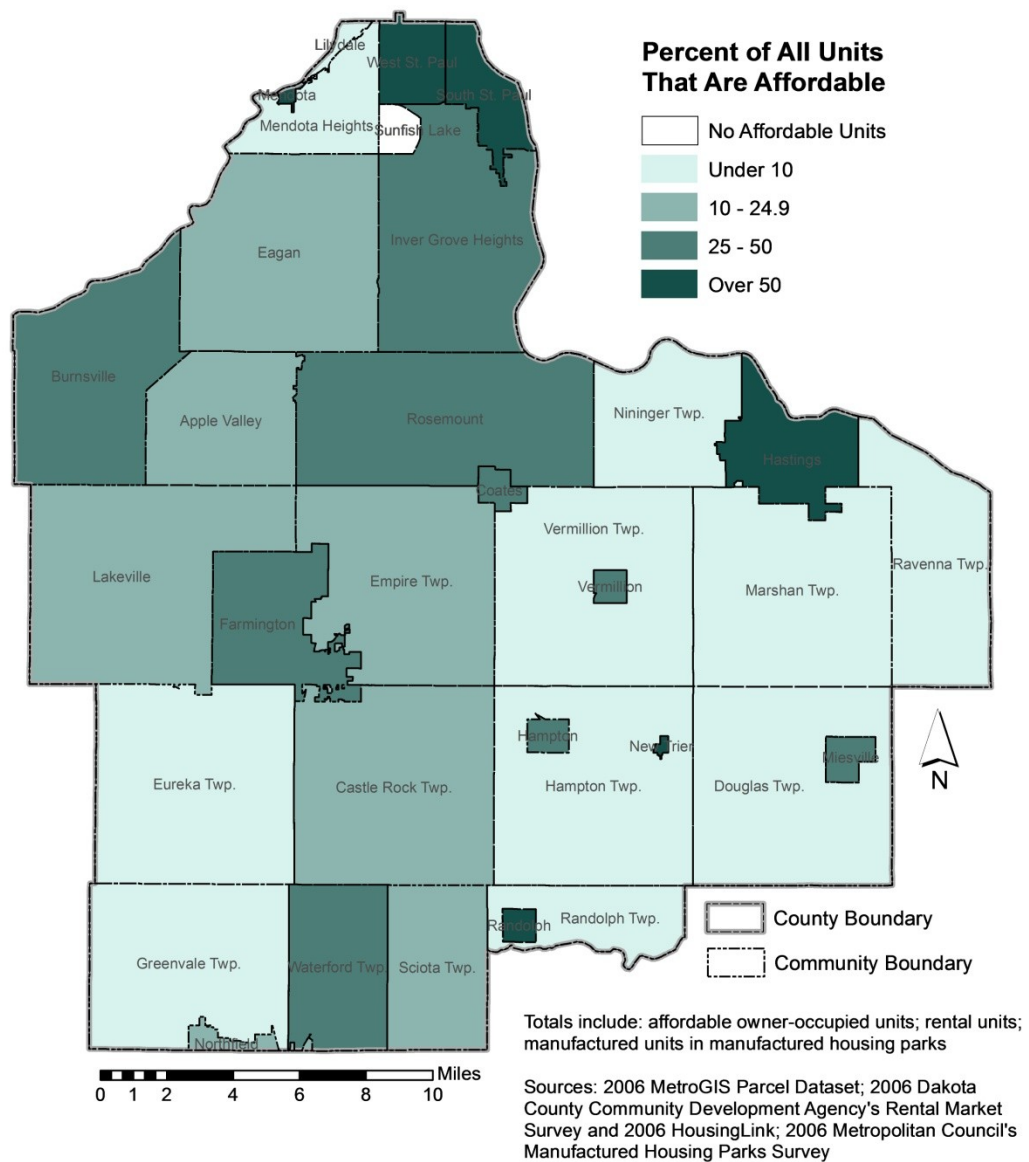 Percent of All Units
That Are Affordable
No Affordable Units
Under 10
10 - 24.9
25 - 50
Over 50
Lilydale
West St. Paul
Mendota
South St. Paul
Mendota Heights
Sunfish Lake
Eagan
Inver Grove Heights
Burnsville
Apple Valley
Rosemount
Nininger Twp.
Hastings
Coates
Vermillion Twp.
Lakeville
Empire Twp.
Vermillion
Marshan Twp.
Ravenna Twp.
Farmington
Hampton
New Trier
Miesville
Eureka Twp.
Castle Rock Twp.
Hampton Twp.
Douglas Twp.
N
Randolph
Randolph Twp.
County Boundary
Greenvale Twp.
Waterford Twp.
Sciota Twp.
Community Boundary
Northfield
Miles
0 1 2 4 6 8 10
Totals include: affordable owner-occupied units; rental units;
manufactured units in manufactured housing parks
Sources: 2006 MetroGIS Parcel Dataset; 2006 Dakota
County Community Development Agency's Rental Market
Survey and 2006 HousingLink; 2006 Metropolitan Council's
Manufactured Housing Parks Survey